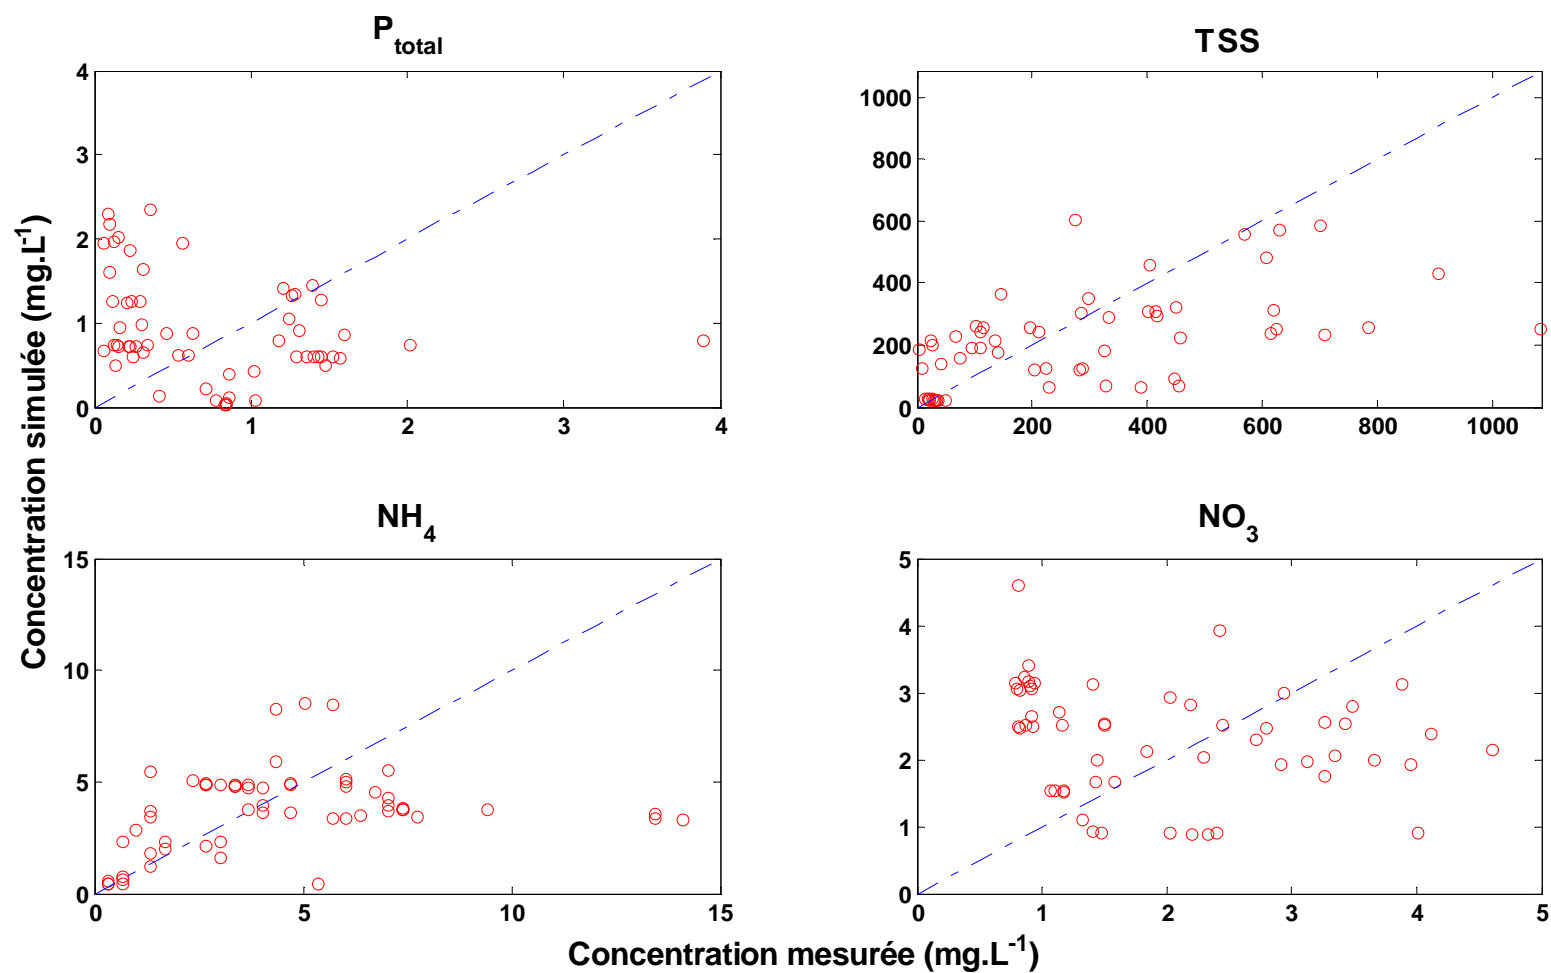 P_total
TSS
4
3
2
1
0
0 1 2 3 4
1000
800
600
400
200
0
0 200 400 600 800 1000
Concentration simulée (mg.L⁻¹)
NH₄
NO₃
15
10
5
0
0 5 10 15
5
4
3
2
1
0
0 1 2 3 4 5
Concentration mesurée (mg.L⁻¹)